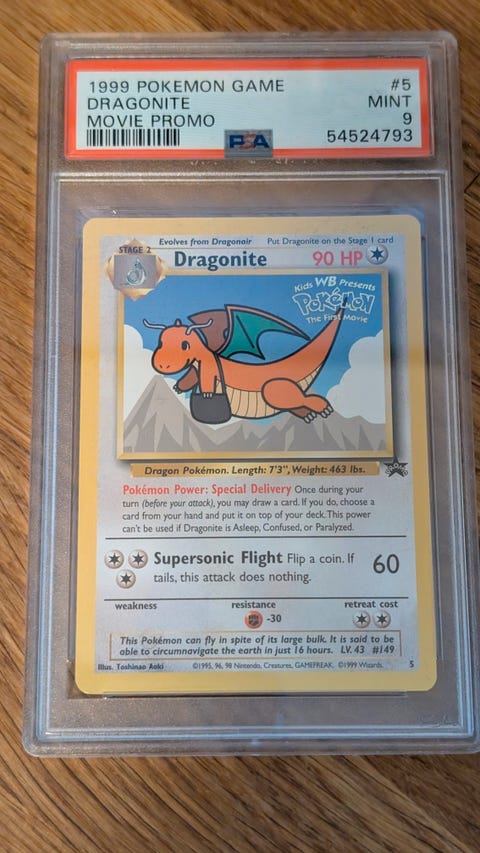 1999 POKEMON GAME #5
DRAGONITE MINT
MOVIE PROMO 9
PSA 54524793
STAGE 2 Evolves from Dragonair Put Dragonite on the Stage 1 card
Dragonite 90 HP
Kids WB Presents
POKéMON
The First Movie
Dragon Pokémon. Length: 7'3", Weight: 463 lbs.
PROMO
Pokémon Power: Special Delivery Once during your
turn (before your attack), you may draw a card. If you do, choose a
card from your hand and put it on top of your deck. This power
can't be used if Dragonite is Asleep, Confused, or Paralyzed.
Supersonic Flight Flip a coin. If 60
tails, this attack does nothing.
weakness resistance retreat cost
-30
This Pokémon can fly in spite of its large bulk. It is said to be
able to circumnavigate the earth in just 16 hours. LV. 43 #149
Illus. Toshinao Aoki ©1995, 96, 98 Nintendo, Creatures, GAMEFREAK. ©1999 Wizards. 5